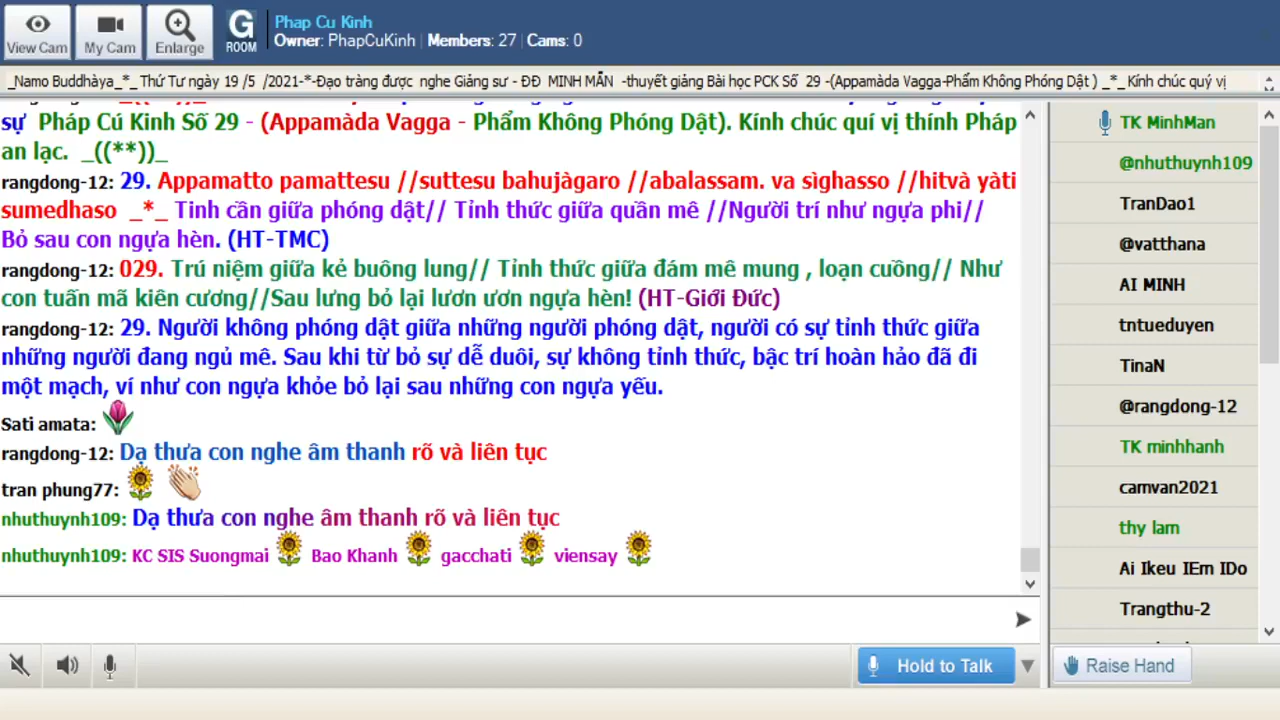 View Cam
My Cam
Enlarge
G
ROOM
Phap Cu Kinh
Owner: PhapCuKinh | Members: 27 | Cams: 0
_Namo Buddhàya_*_ Thứ Tư ngày 19 /5 /2021-*-Đạo tràng được nghe Giảng sư - ĐĐ MINH MẪN -thuyết giảng Bài học PCK Số 29 -(Appamàda Vagga-Phẩm Không Phóng Dật ) _*_ Kính chúc quý vị
sự Pháp Cú Kinh Số 29 - (Appamàda Vagga - Phẩm Không Phóng Dật). Kính chúc quí vị thính Pháp
an lạc. _((**))_
rangdong-12: 29. Appamatto pamattesu //suttesu bahujàgaro //abalassam. va sìghasso //hitvà yàti
sumedhaso _*_ Tinh cần giữa phóng dật// Tỉnh thức giữa quần mê //Người trí như ngựa phi//
Bỏ sau con ngựa hèn. (HT-TMC)
rangdong-12: 029. Trú niệm giữa kẻ buông lung// Tỉnh thức giữa đám mê mung , loạn cuồng// Như
con tuấn mã kiên cương//Sau lưng bỏ lại lươn ươn ngựa hèn! (HT-Giới Đức)
rangdong-12: 29. Người không phóng dật giữa những người phóng dật, người có sự tỉnh thức giữa
những người đang ngủ mê. Sau khi từ bỏ sự dễ duôi, sự không tỉnh thức, bậc trí hoàn hảo đã đi
một mạch, ví như con ngựa khỏe bỏ lại sau những con ngựa yếu.
Sati amata:
rangdong-12: Dạ thưa con nghe âm thanh rõ và liên tục
tran phung77:
nhuthuynh109: Dạ thưa con nghe âm thanh rõ và liên tục
nhuthuynh109: KC SIS Suongmai Bao Khanh gacchati viensay
Hold to Talk
TK MinhMan
@nhuthuynh109
TranDao1
@vatthana
AI MINH
tntueduyen
TinaN
@rangdong-12
TK minhhanh
camvan2021
thy lam
Ai Ikeu IEm IDo
Trangthu-2
Raise Hand